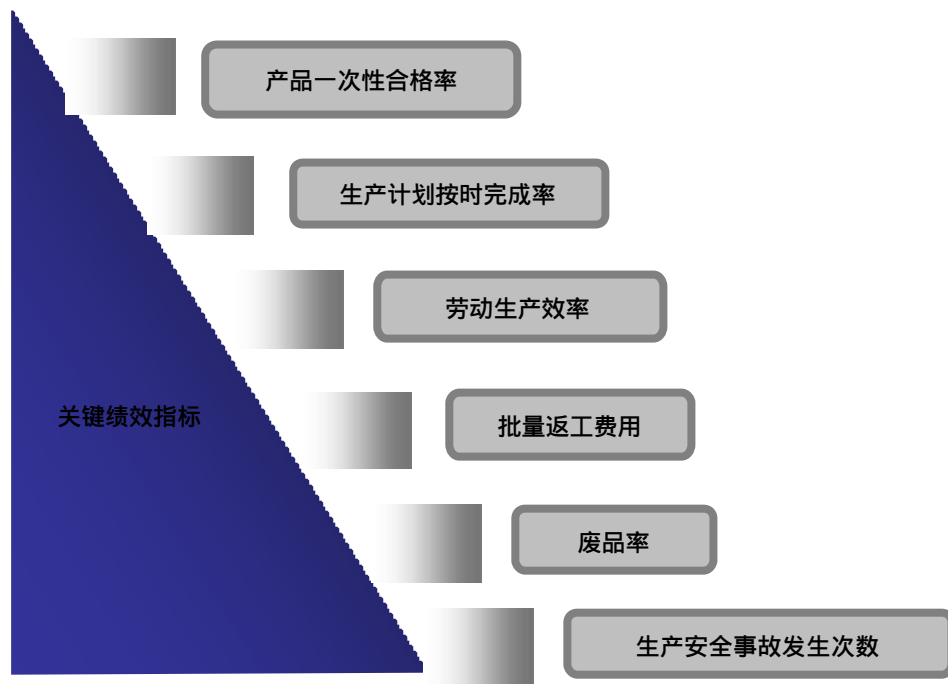 产品一次性合格率
生产计划按时完成率
劳动生产效率
关键绩效指标
批量返工费用
废品率
生产安全事故发生次数